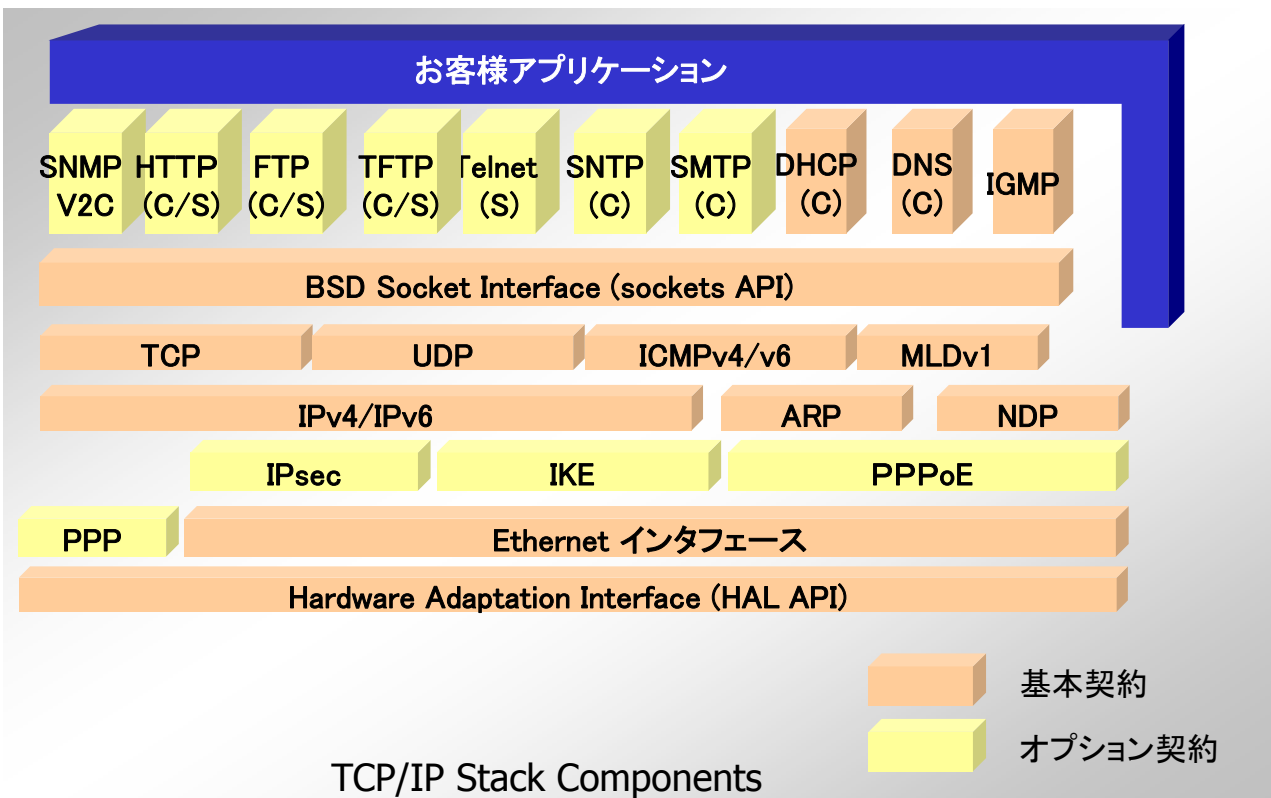 お客様アプリケーション
SNMP V2C
HTTP (C/S)
FTP (C/S)
TFTP (C/S)
Telnet (S)
SNTP (C)
SMTP (C)
DHCP (C)
DNS (C)
IGMP
BSD Socket Interface (sockets API)
TCP
UDP
ICMPv4/v6
MLDv1
IPv4/IPv6
ARP
NDP
IPsec
IKE
PPPoE
PPP
Ethernet インタフェース
Hardware Adaptation Interface (HAL API)
基本契約
オプション契約
TCP/IP Stack Components